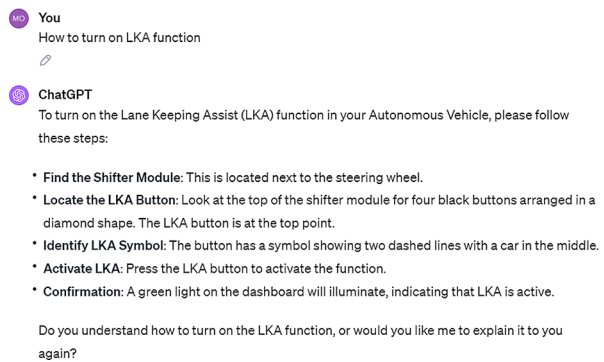 MO You
How to turn on LKA function
ChatGPT
To turn on the Lane Keeping Assist (LKA) function in your Autonomous Vehicle, please follow
these steps:
• Find the Shifter Module: This is located next to the steering wheel.
• Locate the LKA Button: Look at the top of the shifter module for four black buttons arranged in a
diamond shape. The LKA button is at the top point.
• Identify LKA Symbol: The button has a symbol showing two dashed lines with a car in the middle.
• Activate LKA: Press the LKA button to activate the function.
• Confirmation: A green light on the dashboard will illuminate, indicating that LKA is active.
Do you understand how to turn on the LKA function, or would you like me to explain it to you
again?